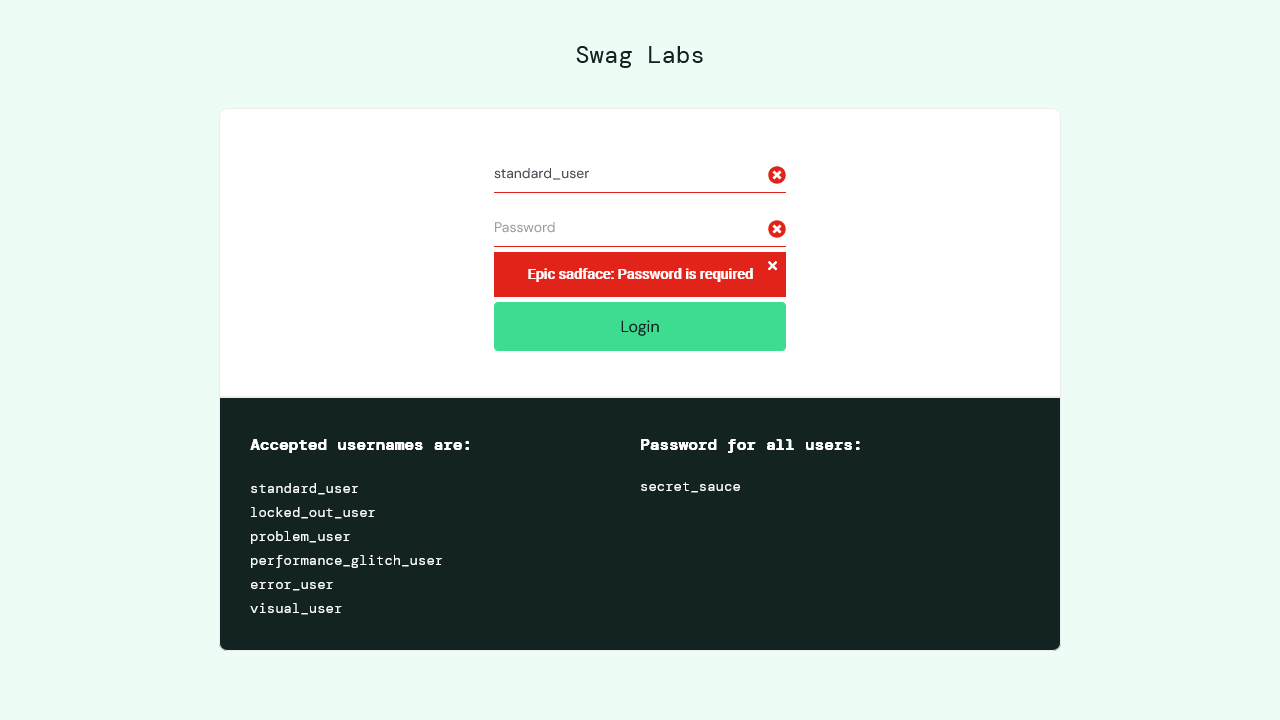 Swag Labs
standard_user
Password
Epic sadface: Password is required
Login
Accepted usernames are:
standard_user
locked_out_user
problem_user
performance_glitch_user
error_user
visual_user
Password for all users:
secret_sauce